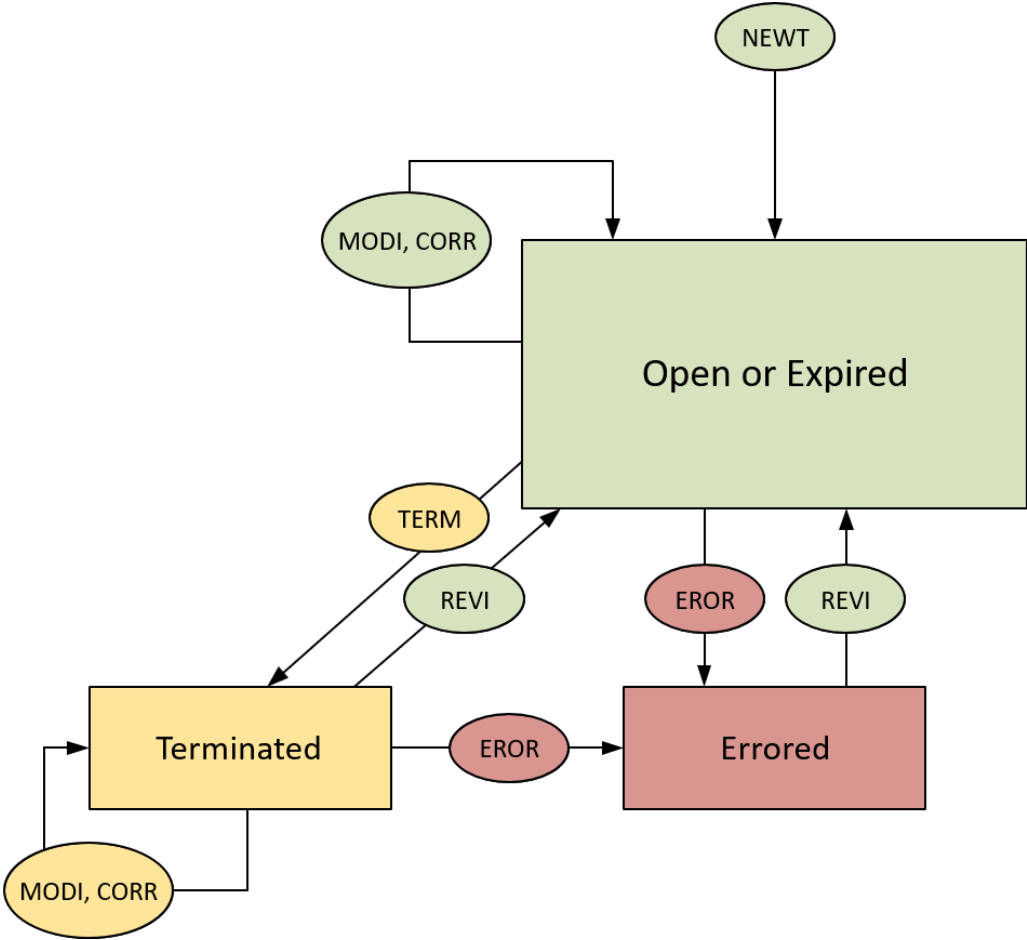 NEWT
MODI, CORR
Open or Expired
TERM
REVI
EROR
REVI
Terminated
EROR
Errored
MODI, CORR